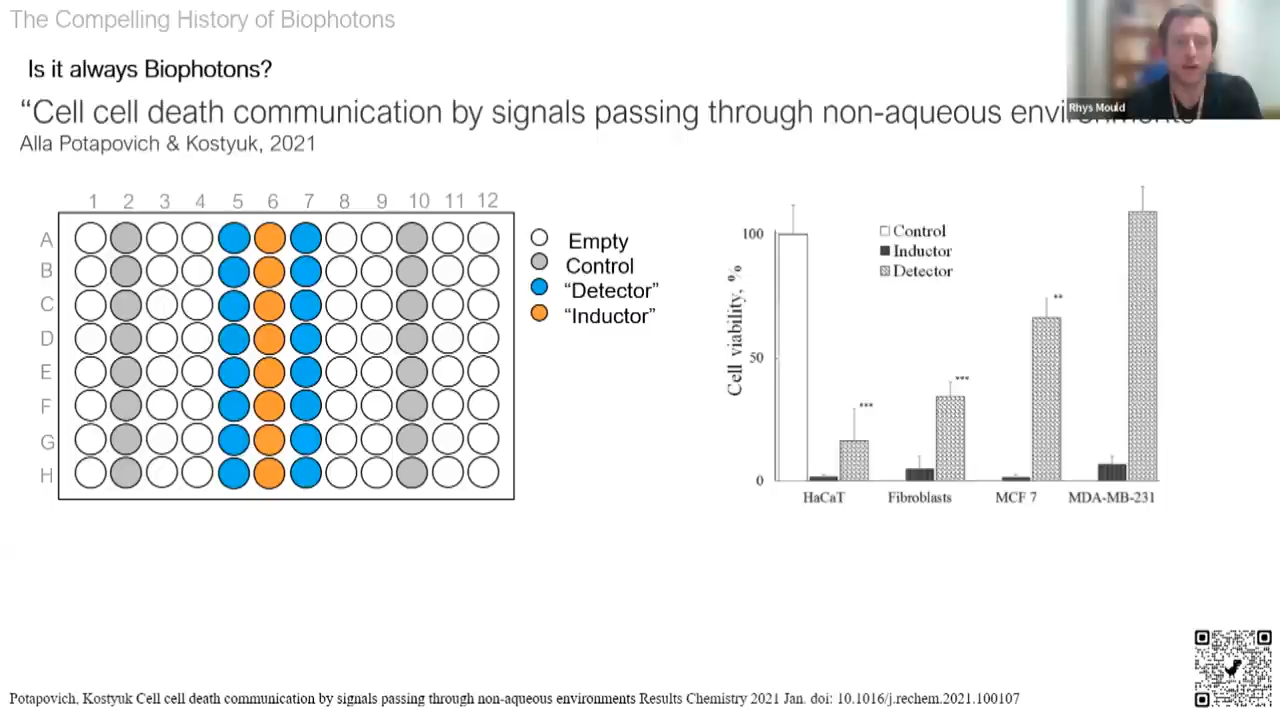 The Compelling History of Biophotons
Rhys Mould
Is it always Biophotons?
“Cell cell death communication by signals passing through non-aqueous environments
Alla Potapovich & Kostyuk, 2021
1 2 3 4 5 6 7 8 9 10 11 12
A
B
C
D
E
F
G
H
Empty
Control
“Detector”
“Inductor”
Control
Inductor
Detector
Cell viability, %
100
50
0
***
***
**
HaCaT Fibroblasts MCF 7 MDA-MB-231
Potapovich, Kostyuk Cell cell death communication by signals passing through non-aqueous environments Results Chemistry 2021 Jan. doi: 10.1016/j.rechem.2021.100107